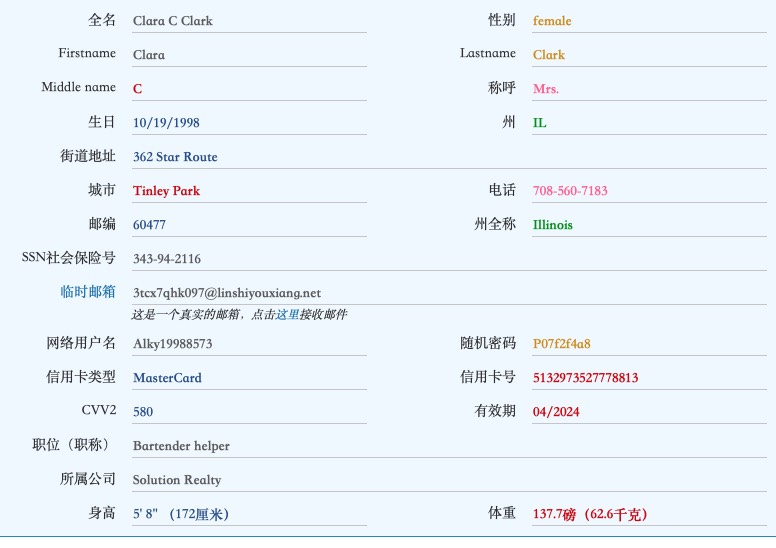 全名 Clara C Clark 性别 female
Firstname Clara Lastname Clark
Middle name C 称呼 Mrs.
生日 10/19/1998 州 IL
街道地址 362 Star Route
城市 Tinley Park 电话 708-560-7183
邮编 60477 州全称 Illinois
SSN社会保险号 343-94-2116
临时邮箱 3tcx7qhk097@linshiyouxiang.net
这是一个真实的邮箱，点击这里接收邮件
网络用户名 Alky19988573 随机密码 P07f2f4a8
信用卡类型 MasterCard 信用卡号 5132973527778813
CVV2 580 有效期 04/2024
职位（职称） Bartender helper
所属公司 Solution Realty
身高 5' 8" （172厘米） 体重 137.7磅（62.6千克）